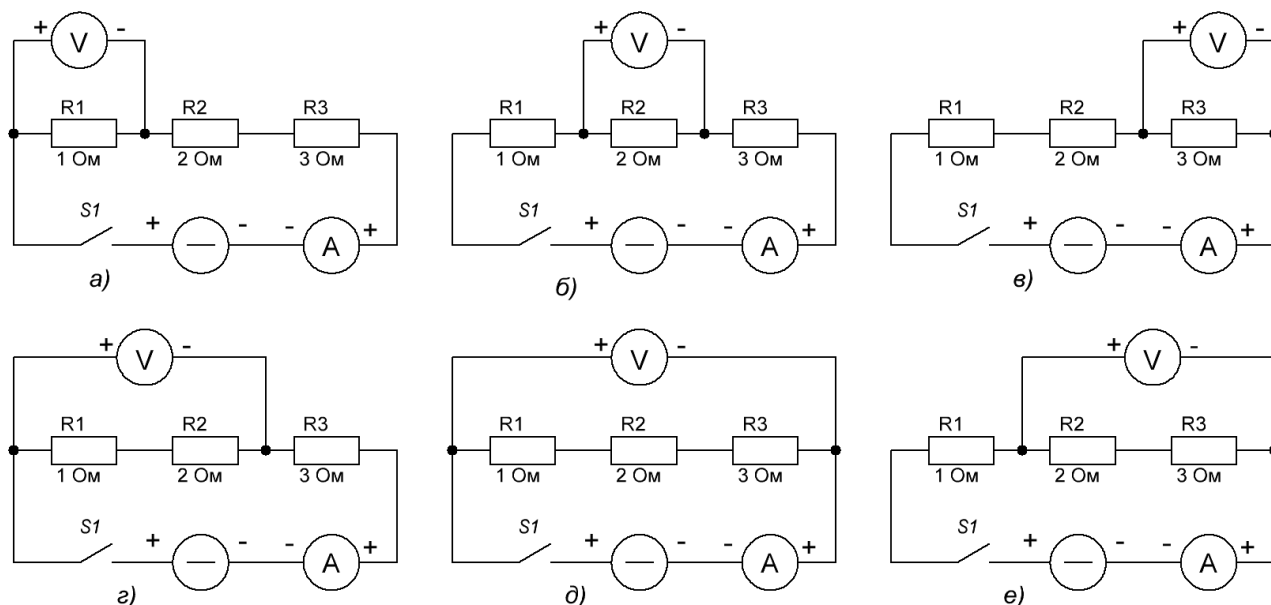 + V -
R1 R2 R3
1 Ом 2 Ом 3 Ом
S1 + - - A +
а)
+ V -
R1 R2 R3
1 Ом 2 Ом 3 Ом
S1 + - - A +
б)
+ V -
R1 R2 R3
1 Ом 2 Ом 3 Ом
S1 + - - A +
в)
+ V -
R1 R2 R3
1 Ом 2 Ом 3 Ом
S1 + - - A +
г)
+ V -
R1 R2 R3
1 Ом 2 Ом 3 Ом
S1 + - - A +
д)
+ V -
R1 R2 R3
1 Ом 2 Ом 3 Ом
S1 + - - A +
е)